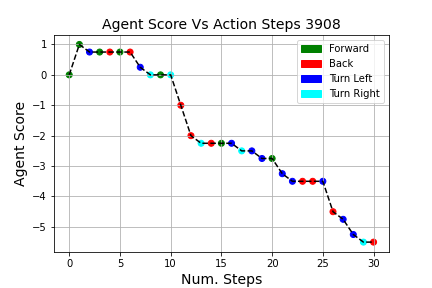 Agent Score Vs Action Steps 3908
Agent Score
1
0
−1
−2
−3
−4
−5
Forward
Back
Turn Left
Turn Right
0 5 10 15 20 25 30
Num. Steps